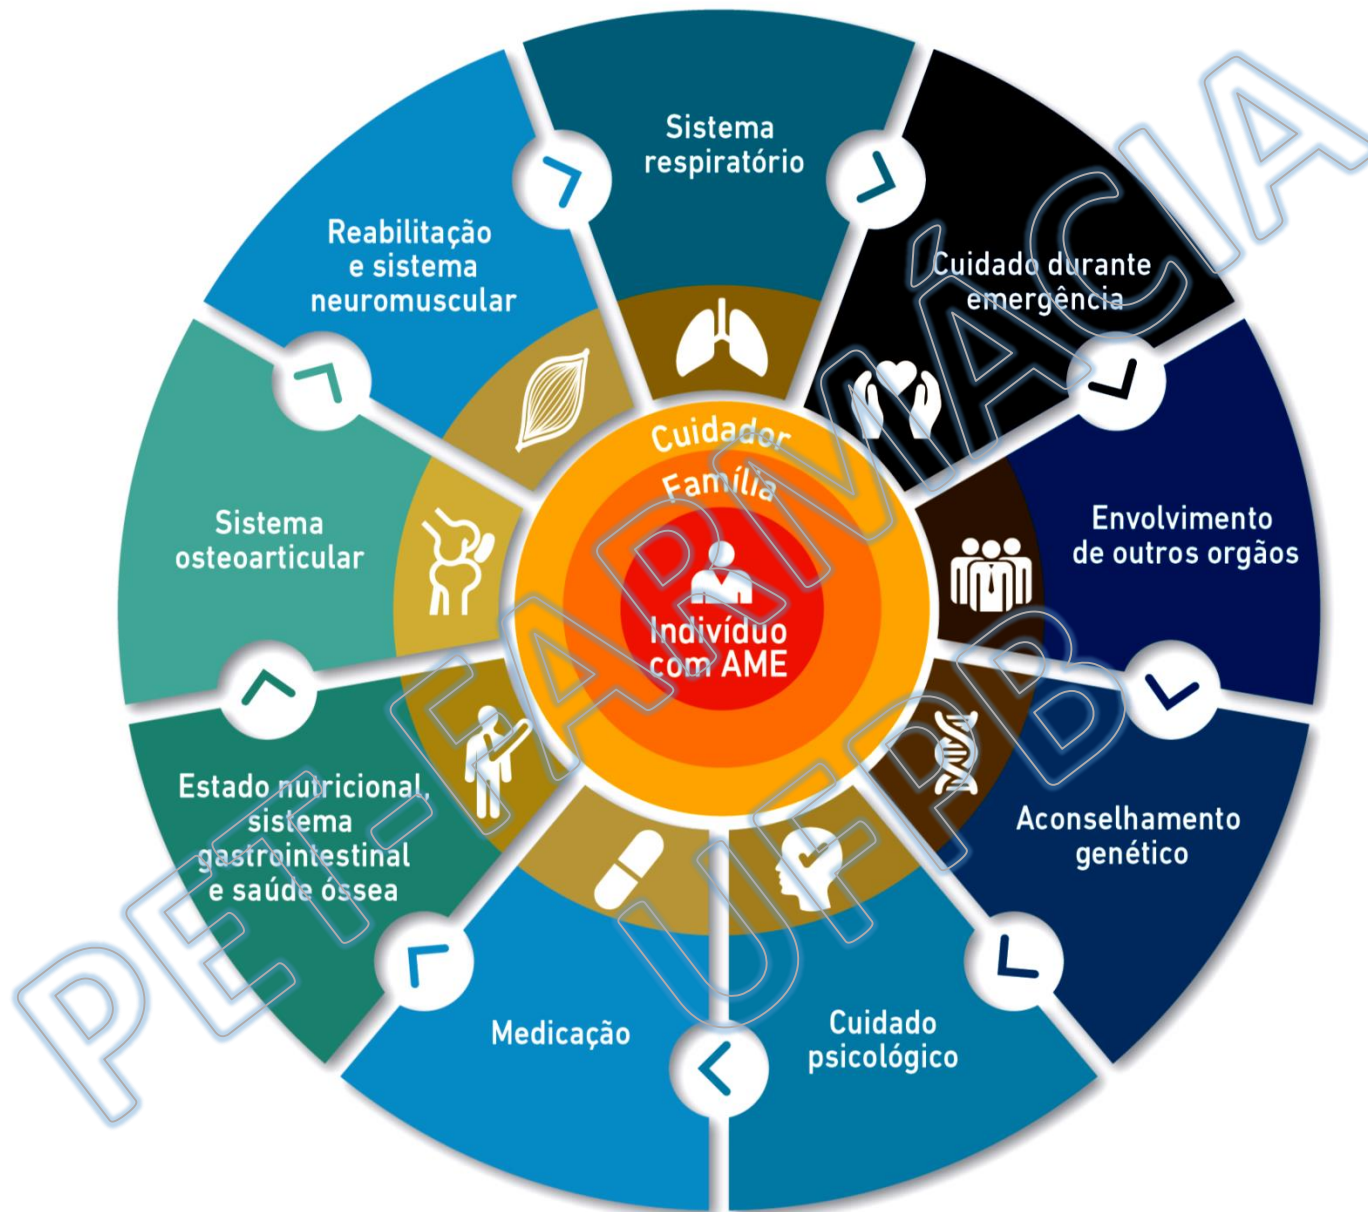 Sistema
respiratório
Cuidado durante
emergência
Envolvimento
de outros orgãos
Aconselhamento
genético
Cuidado
psicológico
Medicação
Estado nutricional,
sistema
gastrointestinal
e saúde óssea
Sistema
osteoarticular
Reabilitação
e sistema
neuromuscular
Cuidador
Família
Indivíduo
com AME
PET-FARMÁCIA
UFPB